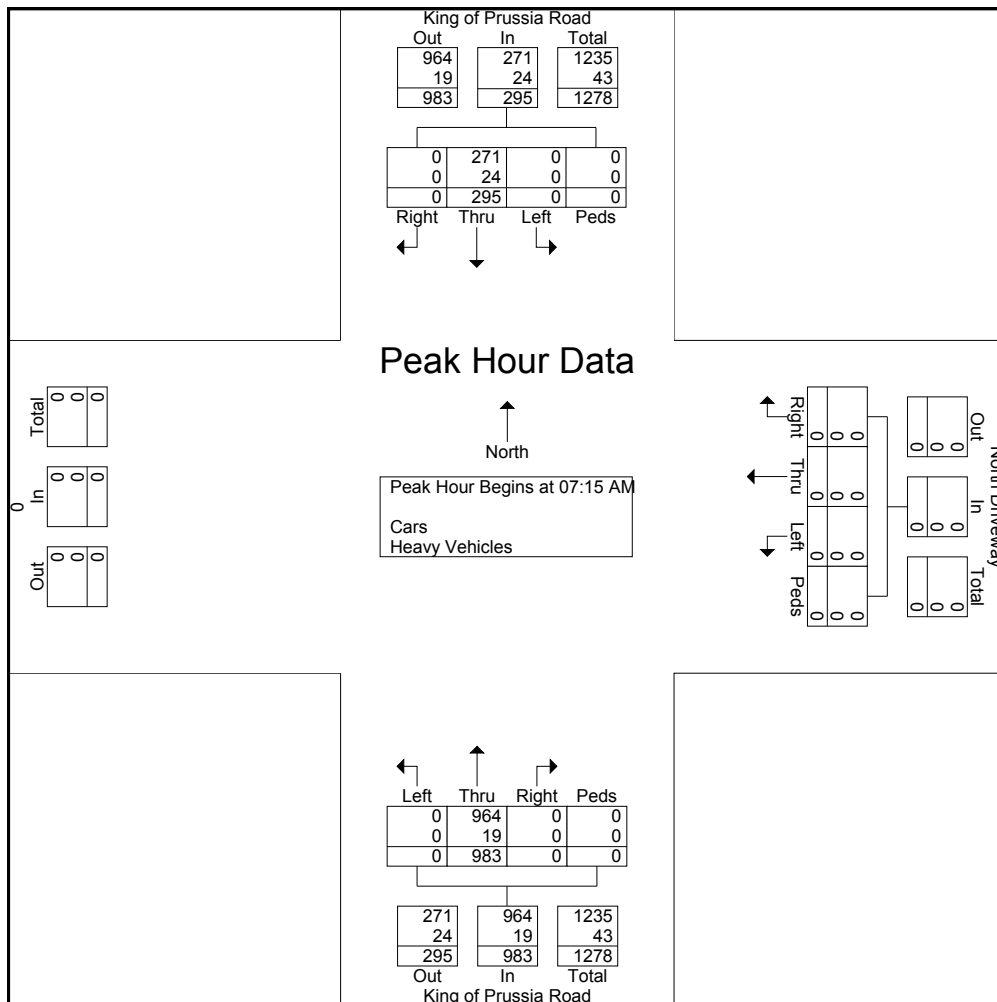 King of Prussia Road
Out In Total
964 271 1235
19 24 43
983 295 1278
0 271 0 0
0 24 0 0
0 295 0 0
Right Thru Left Peds
Peak Hour Data
North
Peak Hour Begins at 07:15 AM
Cars
Heavy Vehicles
Total
0 0 0
In
0 0 0
Out
0 0 0
0
Right
0 0 0
Thru
0 0 0
Left
0 0 0
Peds
0 0 0
Out
0 0 0
In
0 0 0
Total
0 0 0
North Driveway
Left Thru Right Peds
0 964 0 0
0 19 0 0
0 983 0 0
271 964 1235
24 19 43
295 983 1278
Out In Total
King of Prussia Road